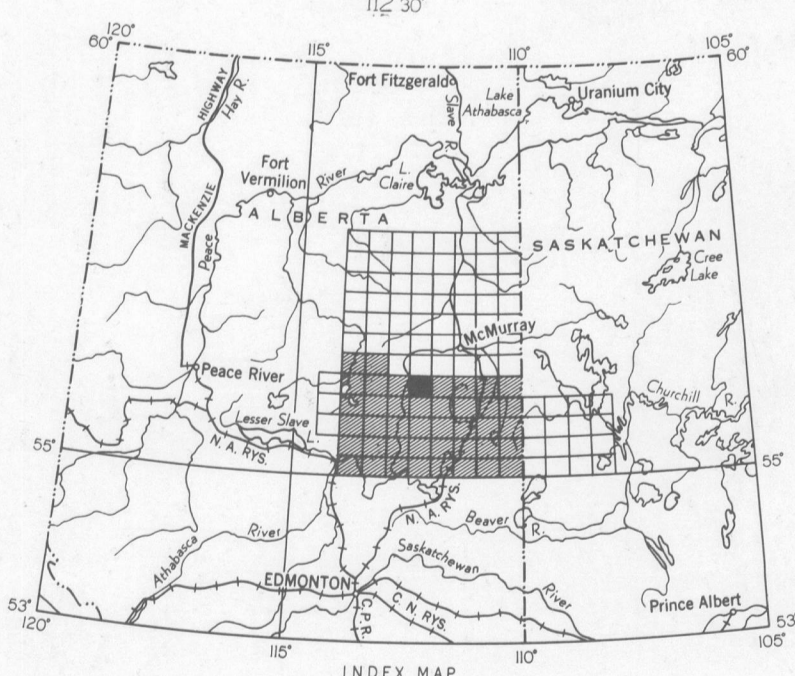 112°30'
120°
115°
110°
105°
60°
60°
HIGHWAY
Hay R.
Fort Fitzgerald
Slave R.
Lake
Athabasca
Uranium City
Fort
Vermilion
River
L.
Claire
MACKENZIE
Peace
ALBERTA
SASKATCHEWAN
Cree
Lake
McMurray
Peace River
Churchill R.
Lesser Slave L.
N. A. RYS.
55°
55°
N. A. RYS.
Beaver R.
Athabasca River
Saskatchewan River
EDMONTON
C. N. RYS.
C.P.R.
Prince Albert
53°
53°
120°
115°
110°
105°
INDEX MAP